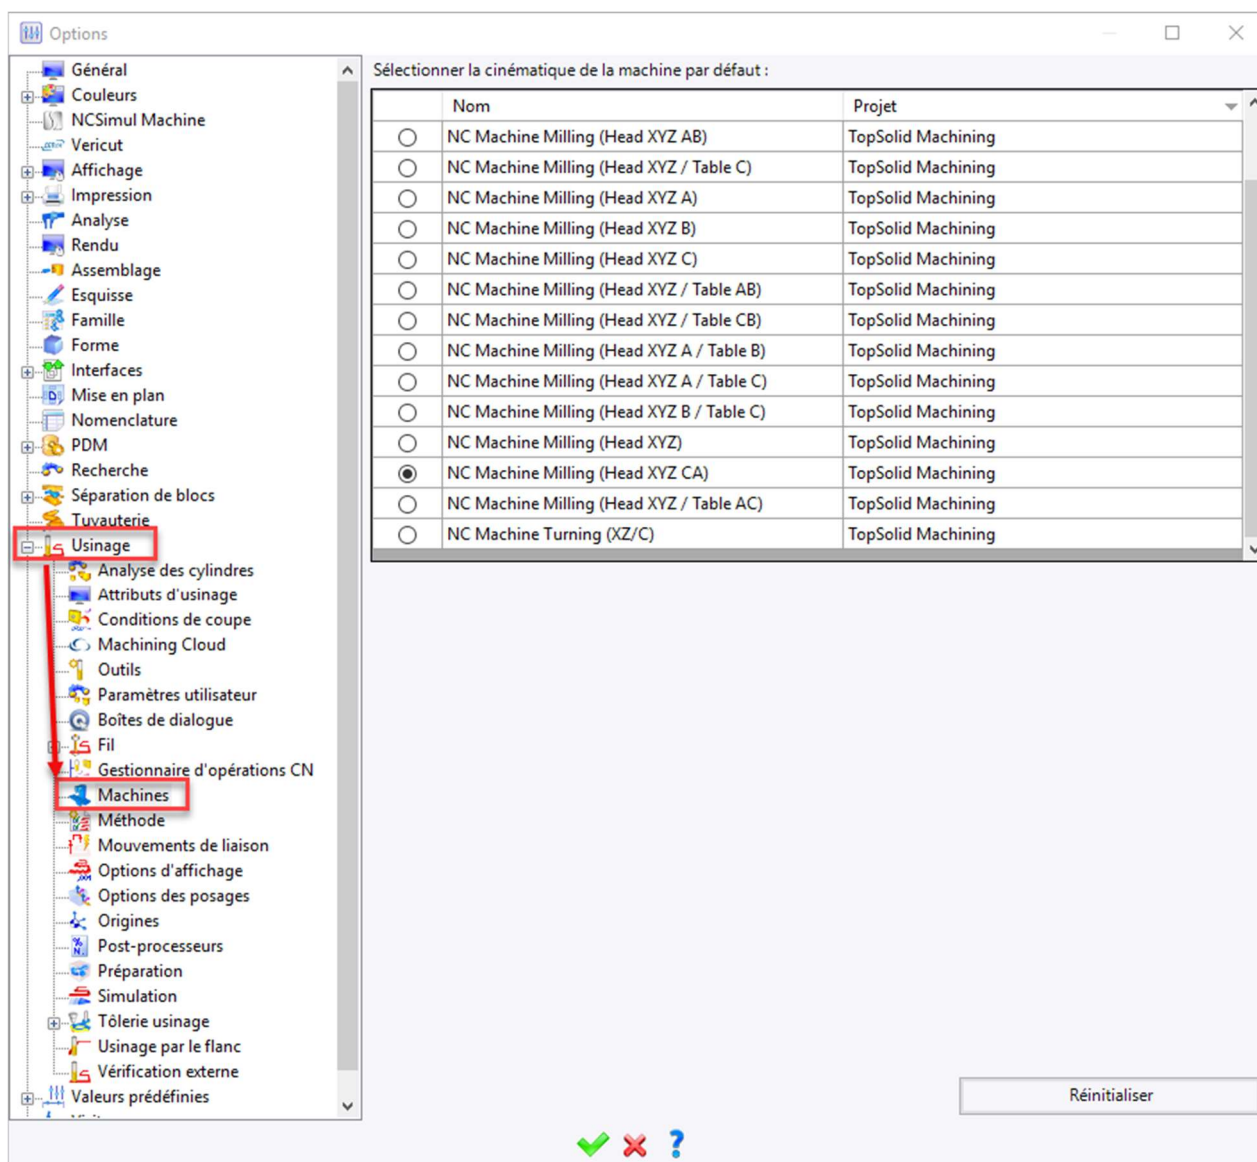 Options
Général
Couleurs
NCSimul Machine
Vericut
Affichage
Impression
Analyse
Rendu
Assemblage
Esquisse
Famille
Forme
Interfaces
Mise en plan
Nomenclature
PDM
Recherche
Séparation de blocs
Tuyauterie
Usinage
Analyse des cylindres
Attributs d'usinage
Conditions de coupe
Machining Cloud
Outils
Paramètres utilisateur
Boîtes de dialogue
Fil
Gestionnaire d'opérations CN
Machines
Méthode
Mouvements de liaison
Options d'affichage
Options des posages
Origines
Post-processeurs
Préparation
Simulation
Tôlerie usinage
Usinage par le flanc
Vérification externe
Valeurs prédéfinies
Sélectionner la cinématique de la machine par défaut :
Nom Projet
NC Machine Milling (Head XYZ AB) TopSolid Machining
NC Machine Milling (Head XYZ / Table C) TopSolid Machining
NC Machine Milling (Head XYZ A) TopSolid Machining
NC Machine Milling (Head XYZ B) TopSolid Machining
NC Machine Milling (Head XYZ C) TopSolid Machining
NC Machine Milling (Head XYZ / Table AB) TopSolid Machining
NC Machine Milling (Head XYZ / Table CB) TopSolid Machining
NC Machine Milling (Head XYZ A / Table B) TopSolid Machining
NC Machine Milling (Head XYZ A / Table C) TopSolid Machining
NC Machine Milling (Head XYZ B / Table C) TopSolid Machining
NC Machine Milling (Head XYZ) TopSolid Machining
NC Machine Milling (Head XYZ CA) TopSolid Machining
NC Machine Milling (Head XYZ / Table AC) TopSolid Machining
NC Machine Turning (XZ/C) TopSolid Machining
Réinitialiser